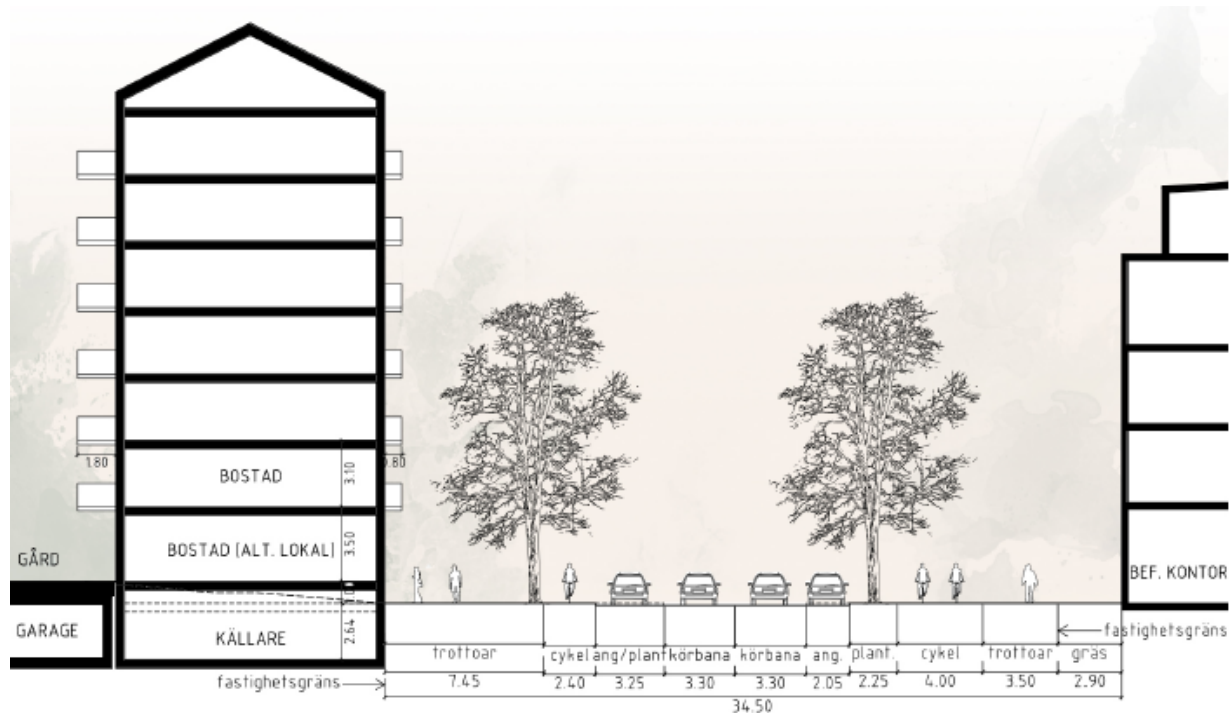 1.80
0.80
3.10
BOSTAD
3.50
BOSTAD (ALT. LOKAL)
GÅRD
BEF. KONTOR
GARAGE
KÄLLARE
2.64
fastighetsgräns
trottoar
cykel
ang/plant
körbana
körbana
ang.
plant.
cykel
trottoar
gräs
fastighetsgräns
7.45
2.40
3.25
3.30
3.30
2.05
2.25
4.00
3.50
2.90
34.50